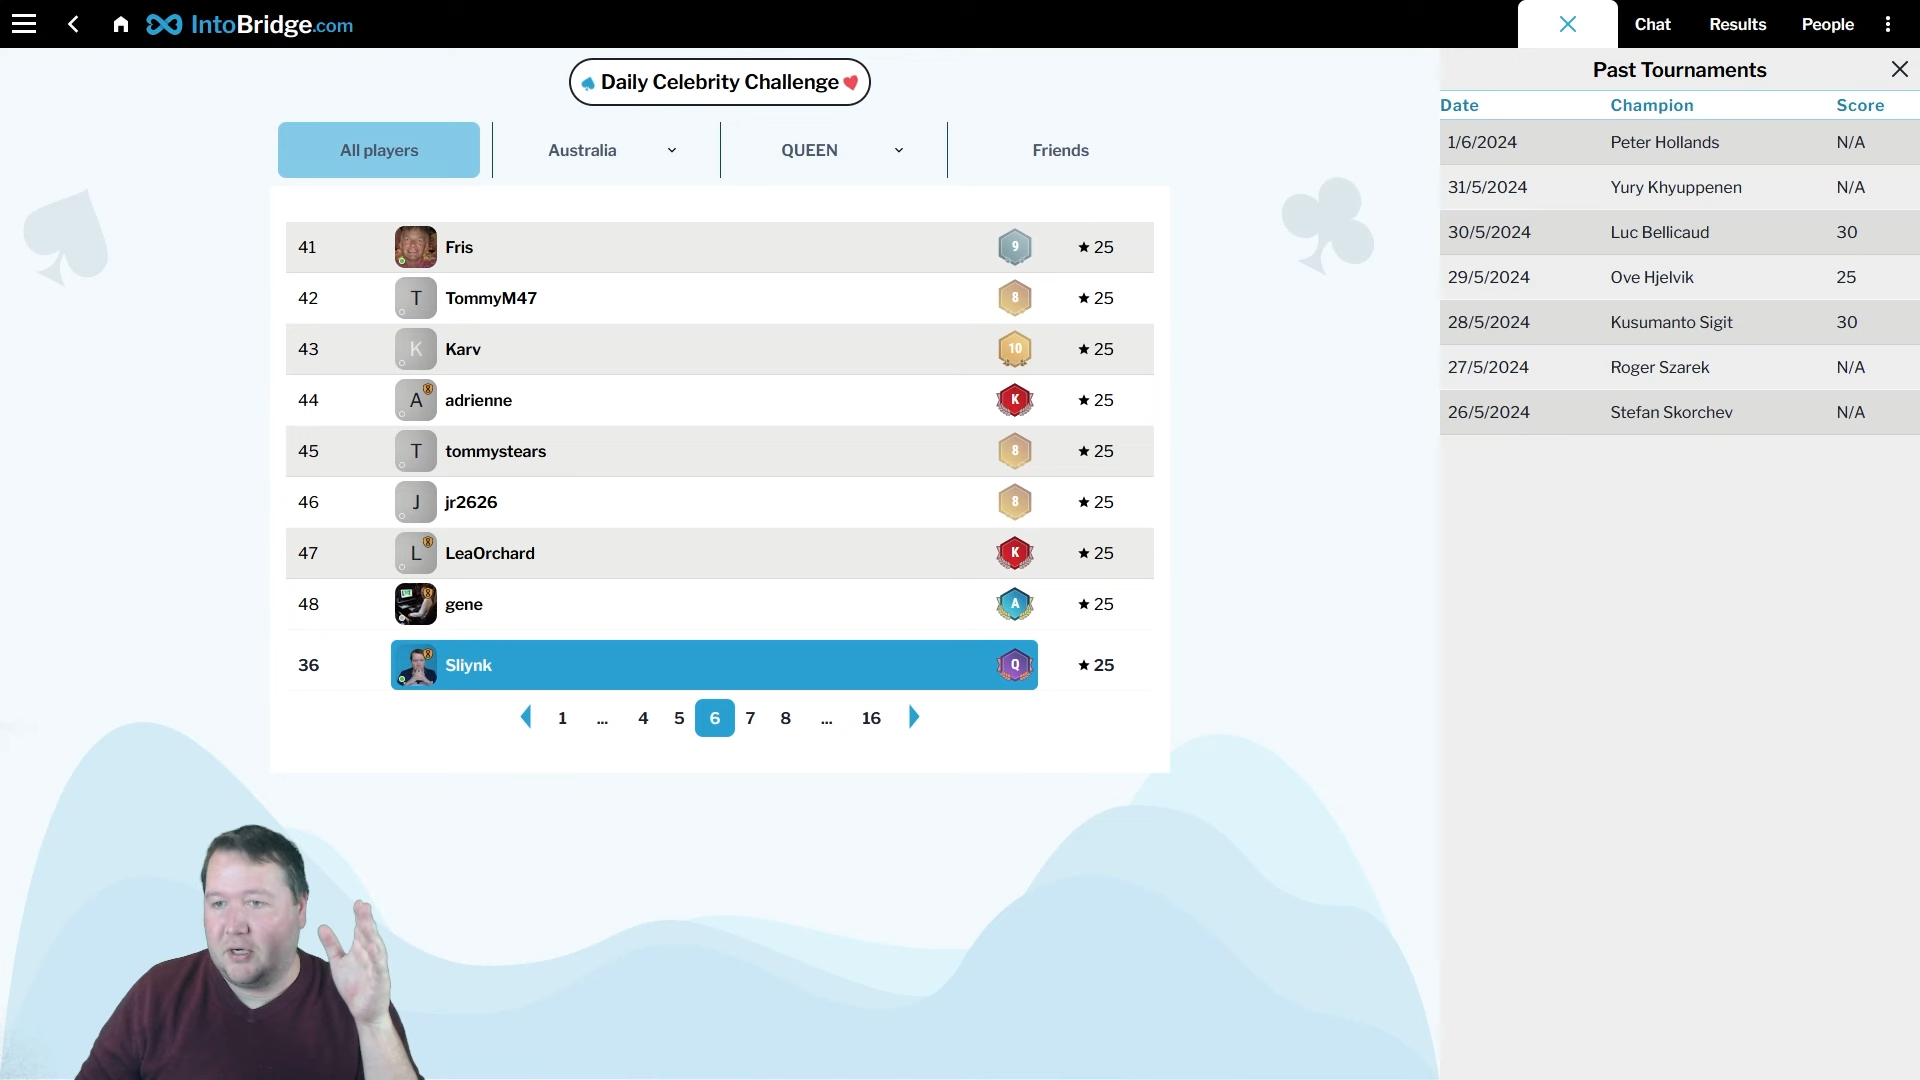 IntoBridge.com
Chat Results People
Daily Celebrity Challenge
All players Australia QUEEN Friends
41 Fris 9 ★ 25
42 T TommyM47 8 ★ 25
43 K Karv 10 ★ 25
44 A adrienne K ★ 25
45 T tommystears 8 ★ 25
46 J jr2626 8 ★ 25
47 L LeaOrchard K ★ 25
48 gene A ★ 25
36 Sliynk Q ★ 25
1 ... 4 5 6 7 8 ... 16
Past Tournaments
Date Champion Score
1/6/2024 Peter Hollands N/A
31/5/2024 Yury Khyuppenen N/A
30/5/2024 Luc Bellicaud 30
29/5/2024 Ove Hjelvik 25
28/5/2024 Kusumanto Sigit 30
27/5/2024 Roger Szarek N/A
26/5/2024 Stefan Skorchev N/A